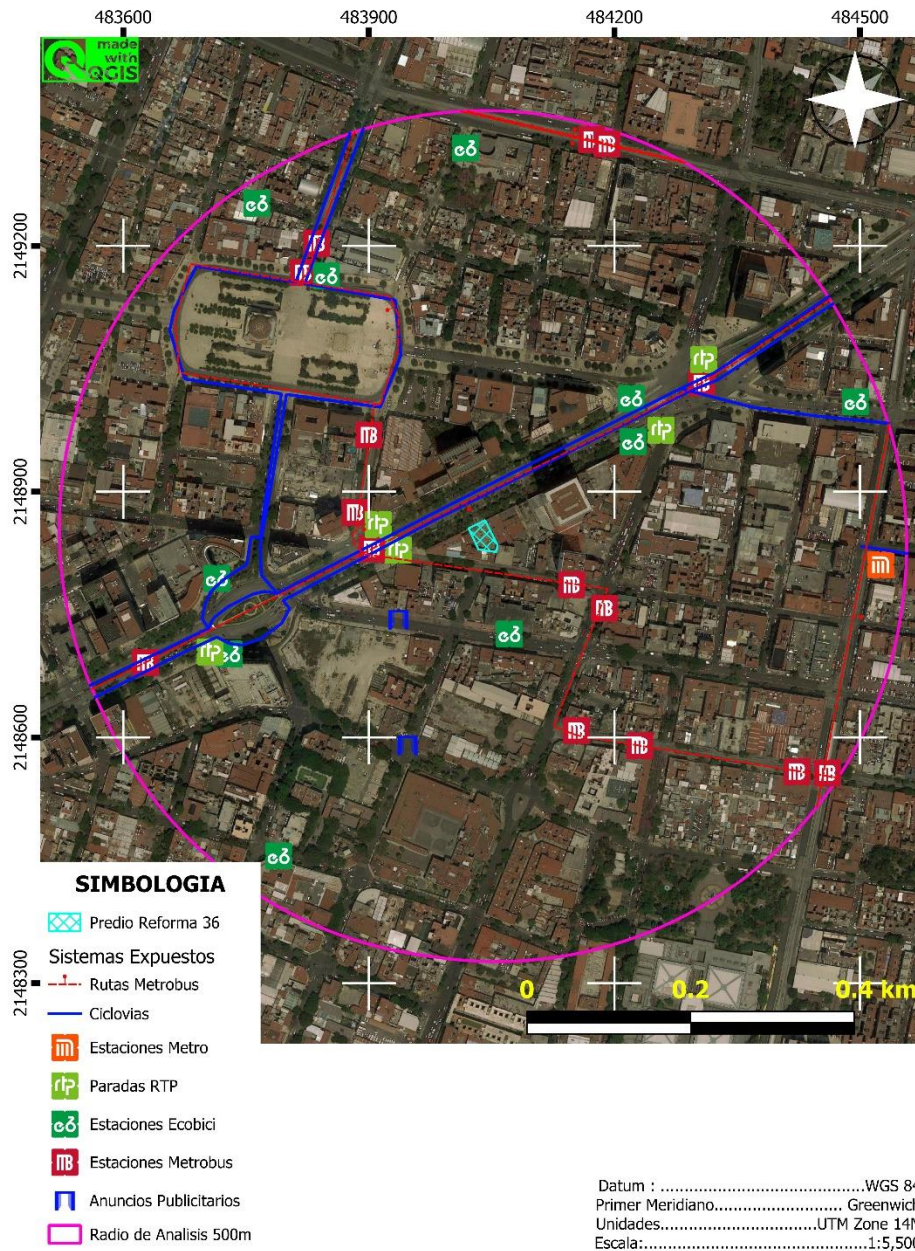 483600 483900 484200 484500
made
with
QGIS
2149200
2148900
2148600
2148300
SIMBOLOGIA
Predio Reforma 36
Sistemas Expuestos
Rutas Metrobus
Ciclovias
Estaciones Metro
rtp Paradas RTP
Estaciones Ecobici
MB Estaciones Metrobus
Anuncios Publicitarios
Radio de Analisis 500m
0 0.2 0.4 km
Datum : ........................................WGS 84
Primer Meridiano....................... Greenwich
Unidades..............................UTM Zone 14N
Escala:............................................1:5,500